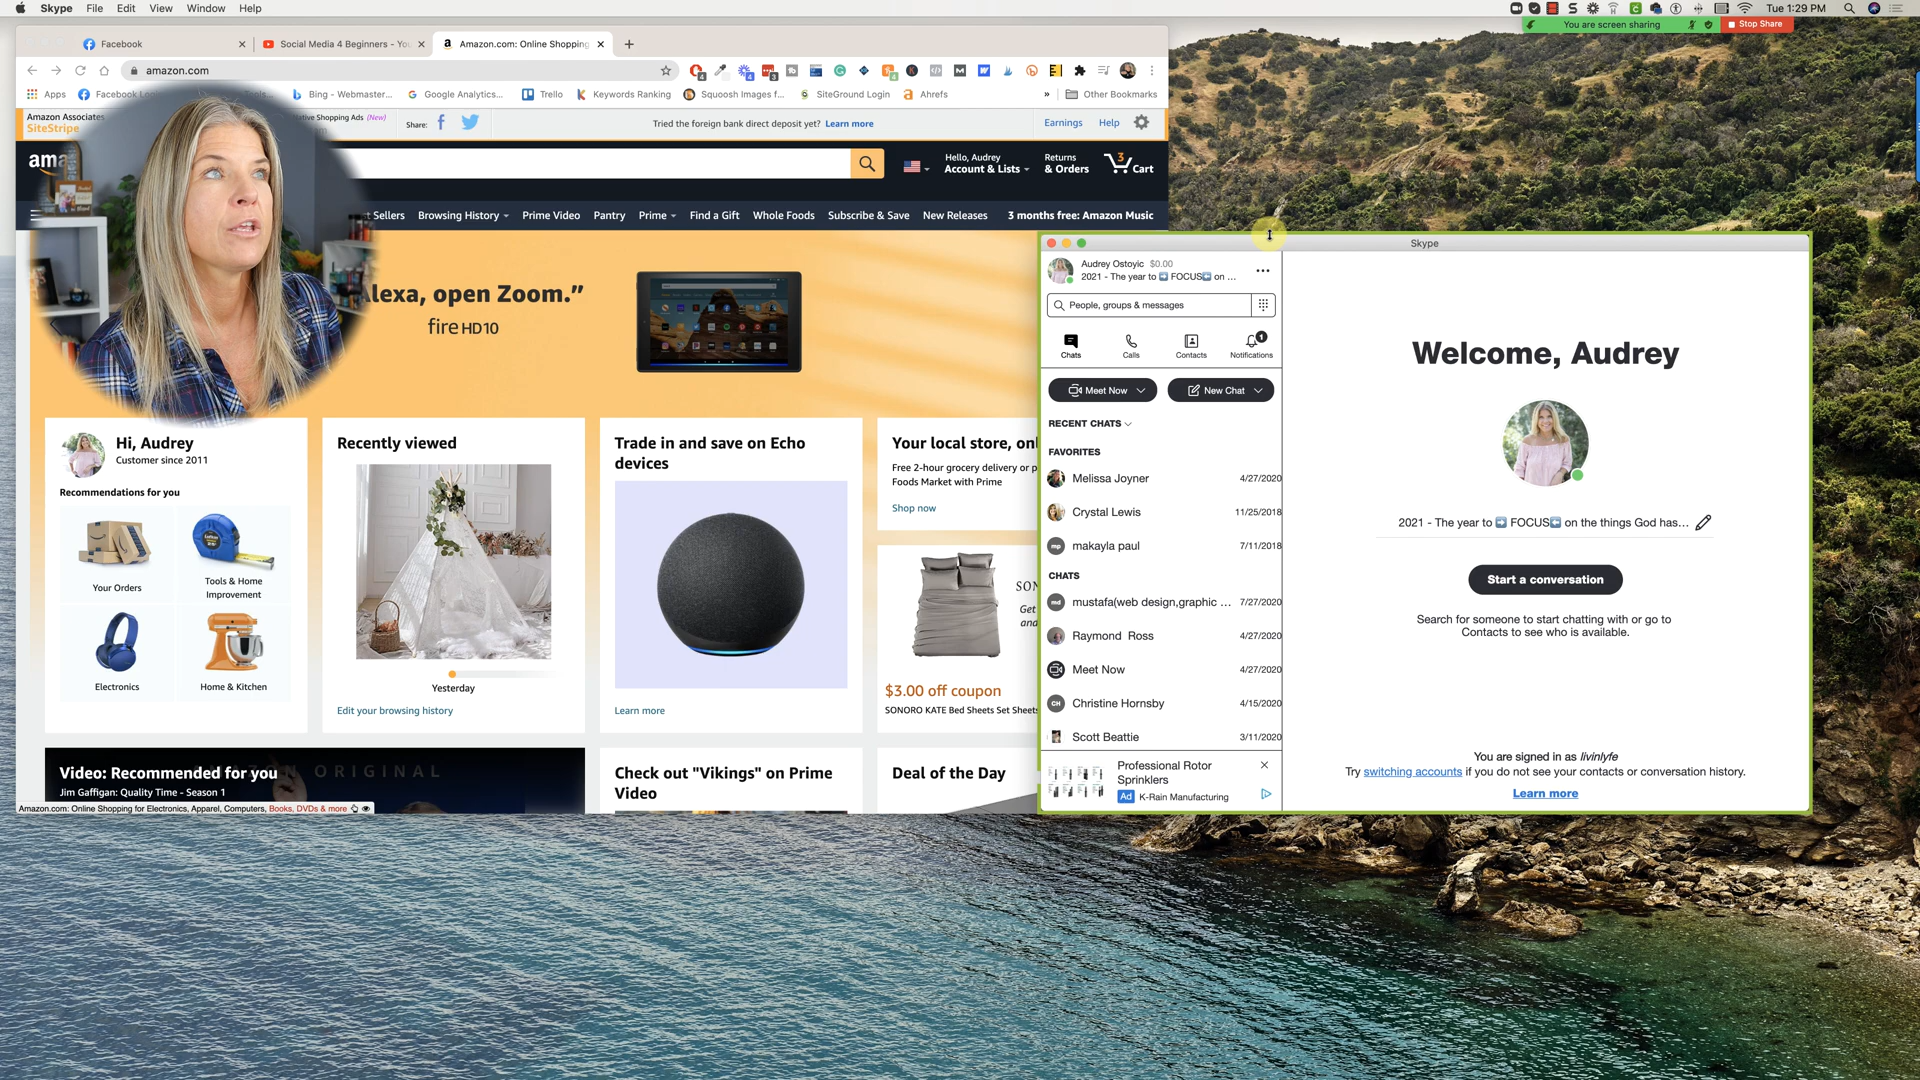 Skype File Edit View Window Help
Tue 1:29 PM
You are screen sharing
Stop Share
Facebook
Social Media 4 Beginners - Yo
Amazon.com: Online Shopping
amazon.com
Apps
Facebook
Bing - Webmaster...
Google Analytics...
Trello
Keywords Ranking
Squoosh Images f...
SiteGround Login
Ahrefs
Other Bookmarks
Amazon Associates
SiteStripe
Native Shopping Ads (New)
Share:
Tried the foreign bank direct deposit yet? Learn more
Earnings
Help
Hello, Audrey
Account & Lists
Returns
& Orders
3
Cart
Sellers
Browsing History
Prime Video
Pantry
Prime
Find a Gift
Whole Foods
Subscribe & Save
New Releases
3 months free: Amazon Music
lexa, open Zoom.”
fire HD10
Hi, Audrey
Customer since 2011
Recommendations for you
Your Orders
Tools & Home
Improvement
Electronics
Home & Kitchen
Recently viewed
Yesterday
Edit your browsing history
Trade in and save on Echo
devices
Learn more
Your local store, onl
Free 2-hour grocery delivery or p
Foods Market with Prime
Shop now
SON
Get
and
$3.00 off coupon
SONORO KATE Bed Sheets Set Sheets
Video: Recommended for you
AMAZON ORIGINAL
Jim Gaffigan: Quality Time - Season 1
Check out "Vikings" on Prime
Video
Deal of the Day
Amazon.com: Online Shopping for Electronics, Apparel, Computers, Books, DVDs & more
Skype
Audrey Ostoyic $0.00
2021 - The year to ➡️ FOCUS⬅️ on ...
People, groups & messages
Chats
Calls
Contacts
Notifications
1
Meet Now
New Chat
RECENT CHATS
FAVORITES
Melissa Joyner 4/27/2020
Crystal Lewis 11/25/2018
mp makayla paul 7/11/2018
CHATS
md mustafa(web design,graphic ... 7/27/2020
Raymond Ross 4/27/2020
Meet Now 4/27/2020
CH Christine Hornsby 4/15/2020
Scott Beattie 3/11/2020
Professional Rotor
Sprinklers
Ad K-Rain Manufacturing
Welcome, Audrey
2021 - The year to ➡️ FOCUS⬅️ on the things God has...
Start a conversation
Search for someone to start chatting with or go to
Contacts to see who is available.
You are signed in as livinlyfe
Try switching accounts if you do not see your contacts or conversation history.
Learn more